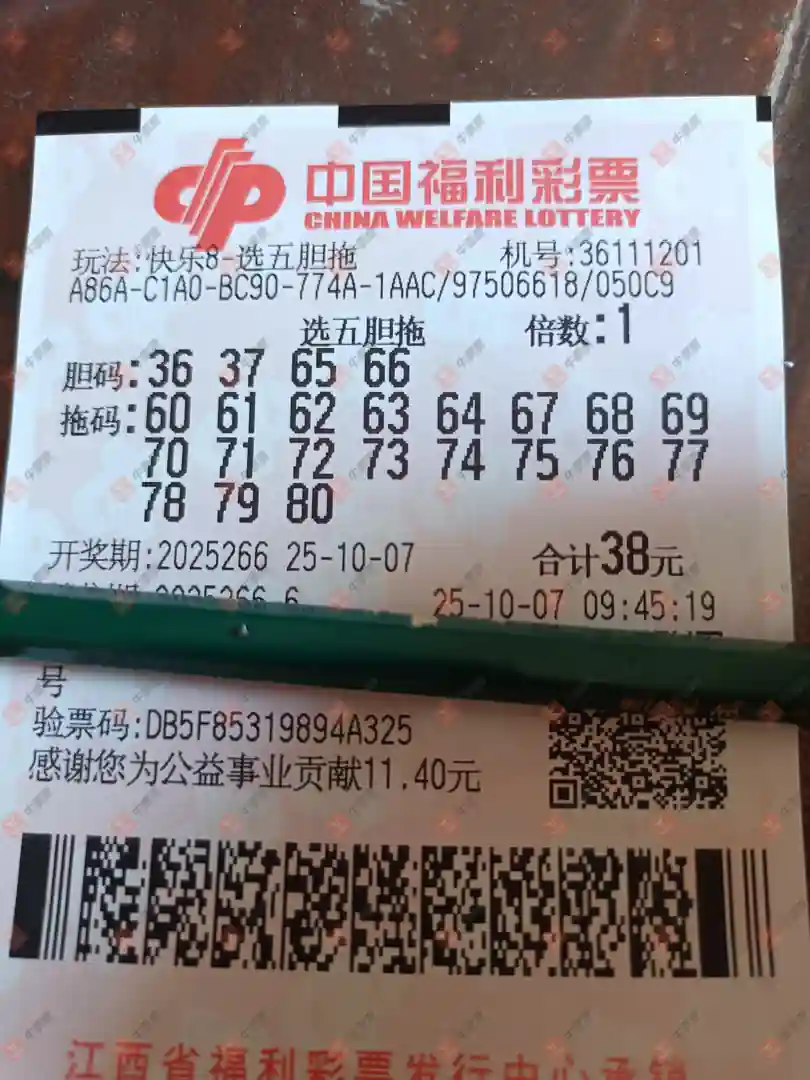 中国福利彩票
CHINA WELFARE LOTTERY
玩法:快乐8-选五胆拖 机号:36111201
A86A-C1A0-BC90-774A-1AAC/97506618/050C9
选五胆拖 倍数:1
胆码:36 37 65 66
拖码:60 61 62 63 64 67 68 69
70 71 72 73 74 75 76 77
78 79 80
开奖期:2025266 25-10-07 合计38元
25-10-07 09:45:19
号
验票码:DB5F85319894A325
感谢您为公益事业贡献11.40元
江西省福利彩票发行中心承销